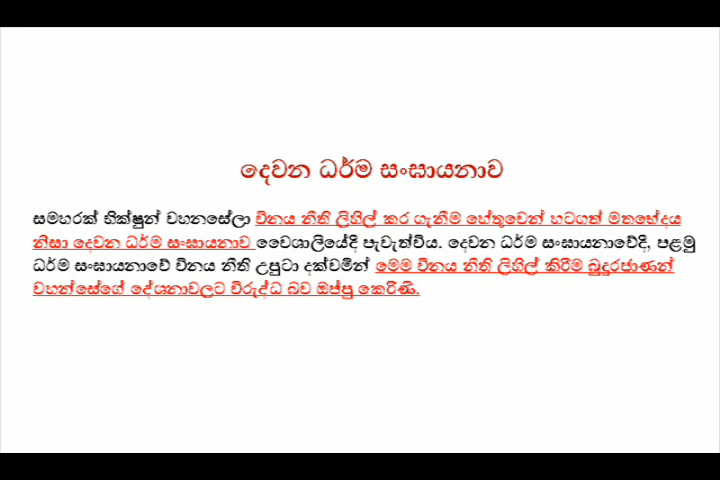 දෙවන ධර්ම සංඝායනාව
සමහරක් භික්ෂුන් වහනසේලා විනය නීති ලිහිල් කර ගැනීම හේතුවෙන් හටගත් මතභේදය
නිසා දෙවන ධර්ම සංඝායනාව වෛශාලියේදි පැවැත්විය. දෙවන ධර්ම සංඝායනාවේදි, පළමු
ධර්ම සංඝායනාවේ විනය නීති උපුටා දක්වමින් මෙම විනය නීති ලිහිල් කිරීම බුදුරජාණන්
වහන්සේගේ දේශනාවලට විරුද්ධ බව ඔප්පු කෙරිණි.